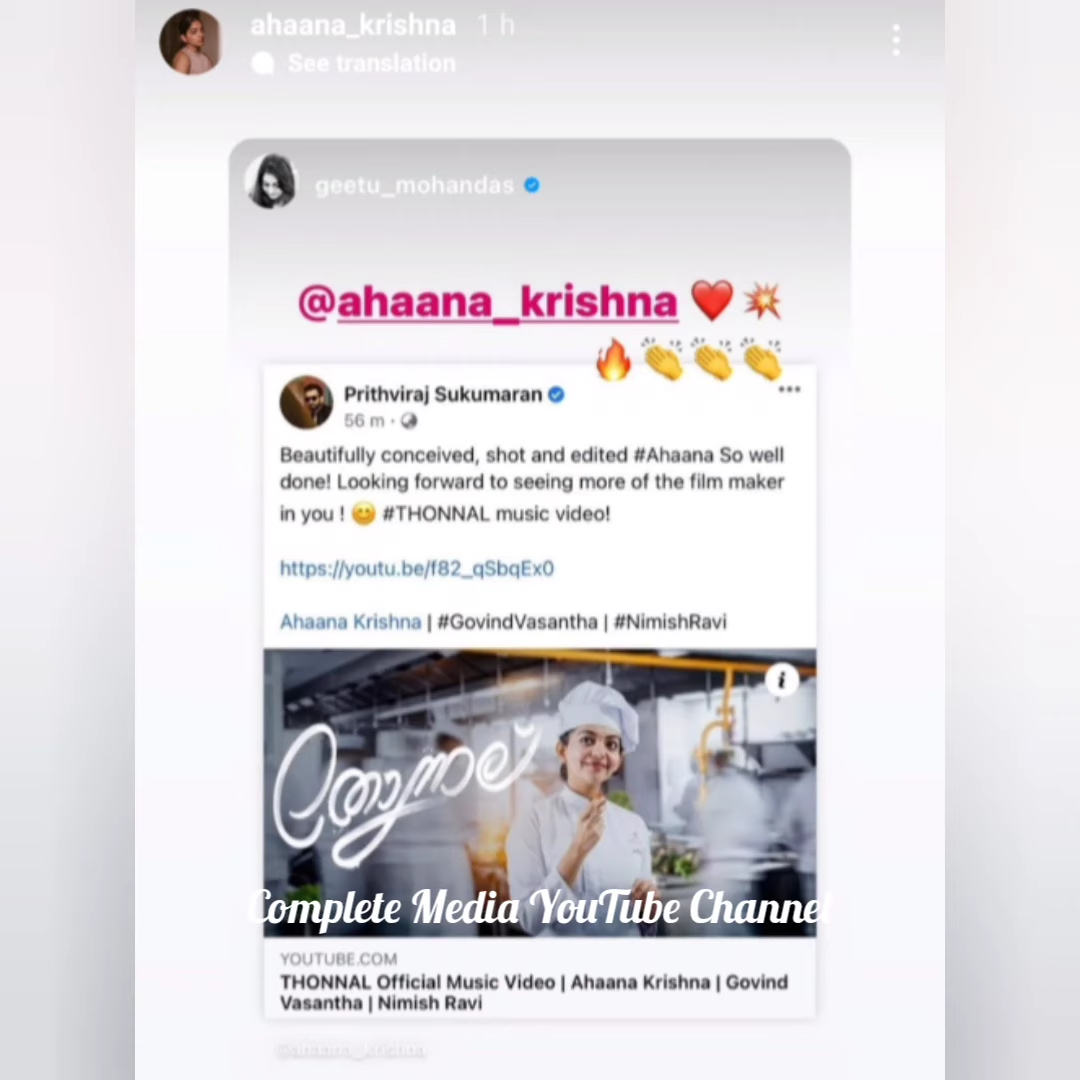 ahaana_krishna 1 h
See translation
geetu_mohandas
@ahaana_krishna ❤️ 💥
🔥 👏 👏 👏
Prithviraj Sukumaran
56 m ·
Beautifully conceived, shot and edited #Ahaana So well
done! Looking forward to seeing more of the film maker
in you ! 😊 #THONNAL music video!
https://youtu.be/f82_qSbqEx0
Ahaana Krishna | #GovindVasantha | #NimishRavi
തോന്നല്
Complete Media YouTube Channel
YOUTUBE.COM
THONNAL Official Music Video | Ahaana Krishna | Govind
Vasantha | Nimish Ravi
@ahaana_krishna